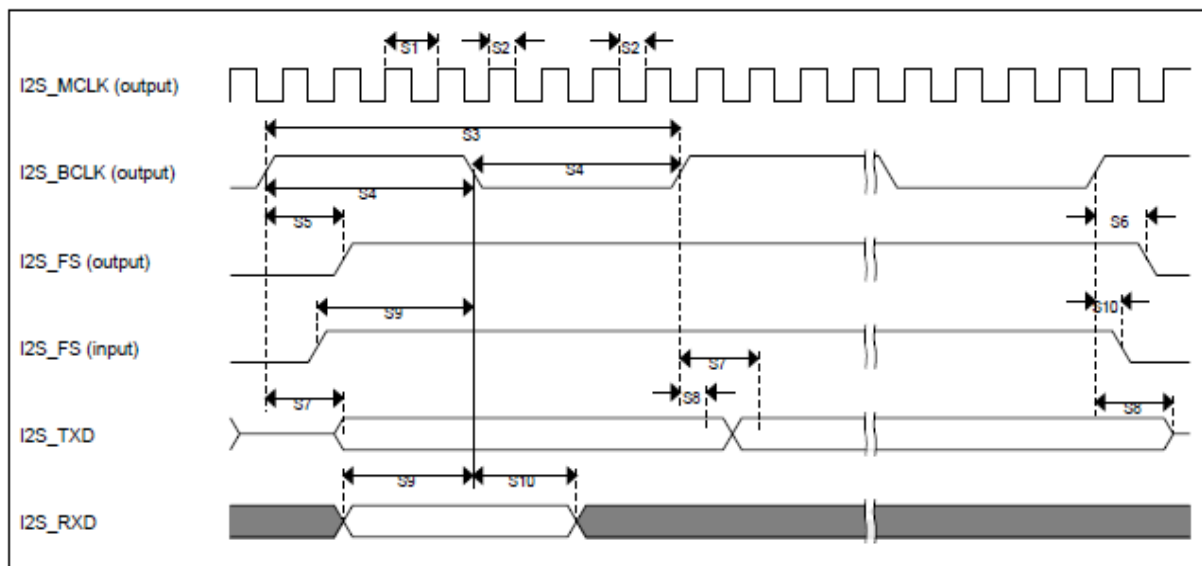 S1 S2 S2
I2S_MCLK (output)
S3
I2S_BCLK (output)
S4
S4
S5 S6
I2S_FS (output)
S9 S10
I2S_FS (input)
S7
S7 S8 S8
I2S_TXD
S9 S10
I2S_RXD